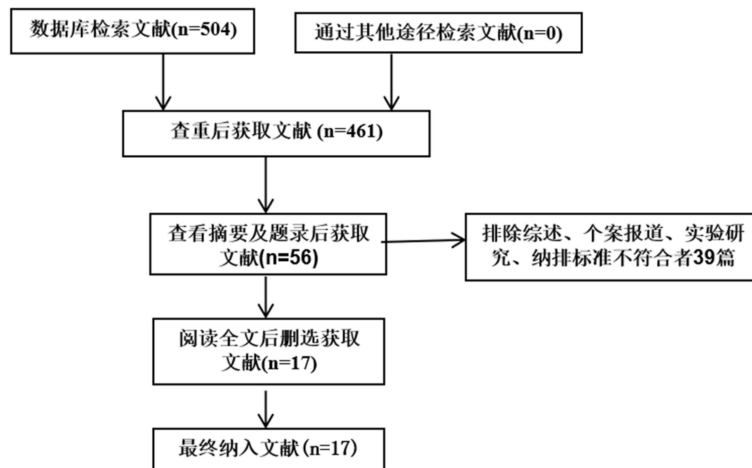 数据库检索文献(n=504)
通过其他途径检索文献(n=0)
查重后获取文献 (n=461)
查看摘要及题录后获取
文献(n=56)
排除综述、个案报道、实验研
究、纳排标准不符合者39篇
阅读全文后删选获取
文献(n=17)
最终纳入文献(n=17)